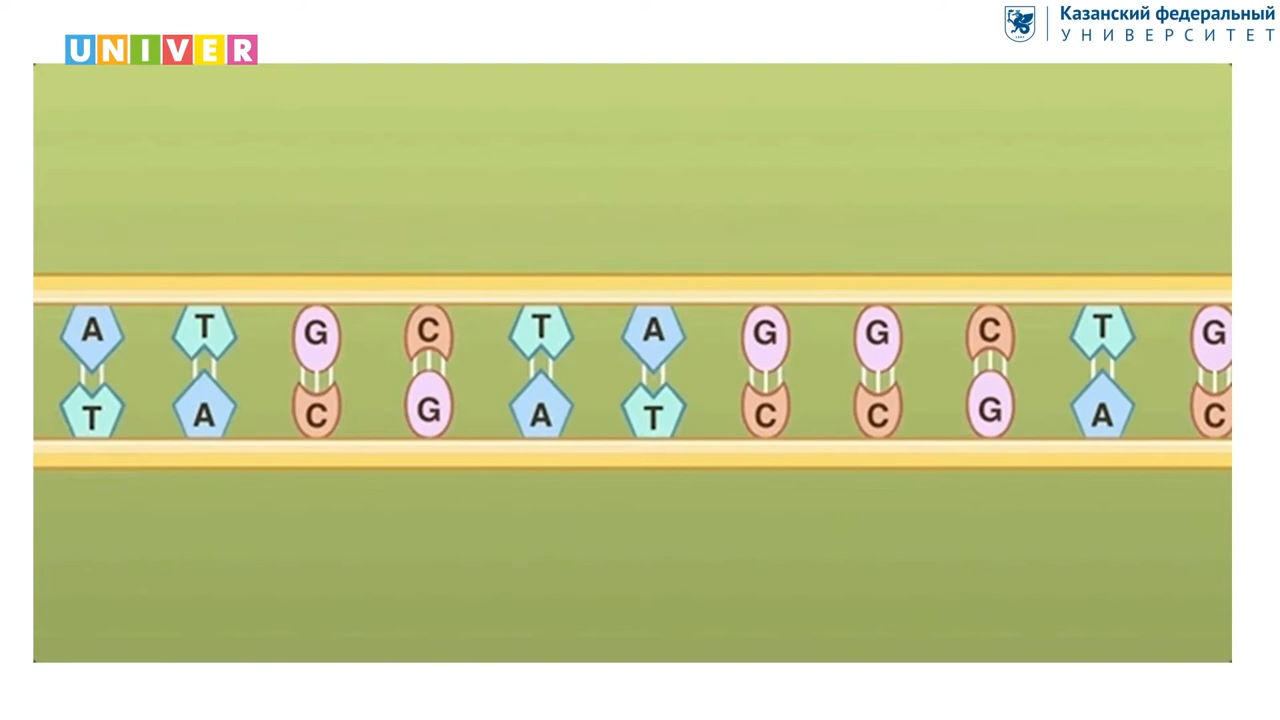 UNIVER
Казанский федеральный
УНИВЕРСИТЕТ
A T G C T A G G C T G
T A C G A T C C G A C